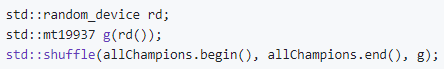 std::random_device rd;
std::mt19937 g(rd());
std::shuffle(allChampions.begin(), allChampions.end(), g);